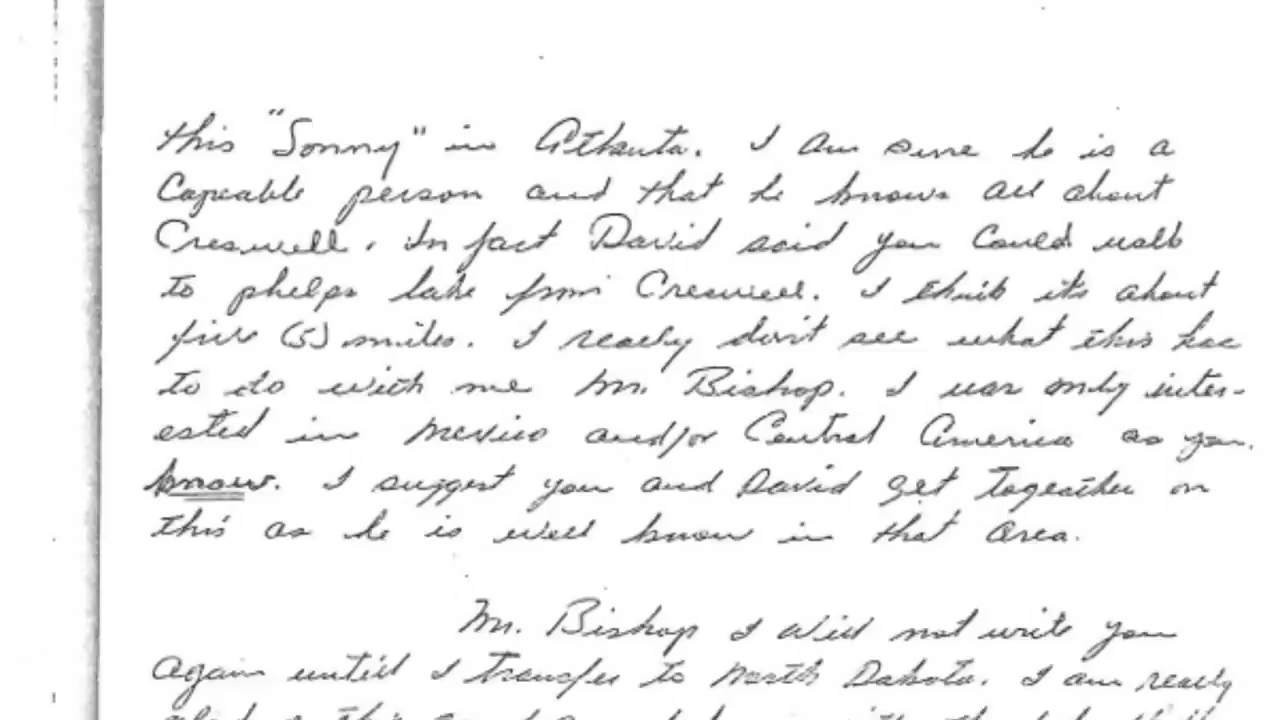 this "Sonny" in Atlanta. I am sure he is a
Capeable person and that he knows all about
Creswell. In fact David said you Could walk
to phelps lake from Creswell. I think its about
five (5) miles. I really don't see what this has
to do with me Mr. Bishop. I was only inter-
ested in Mexico and/or Central America as you
know. I suggest you and David get togeather on
this as he is well know in that area.
Mr. Bishop I will not write you
again until I transfer to North Dakota. I am really